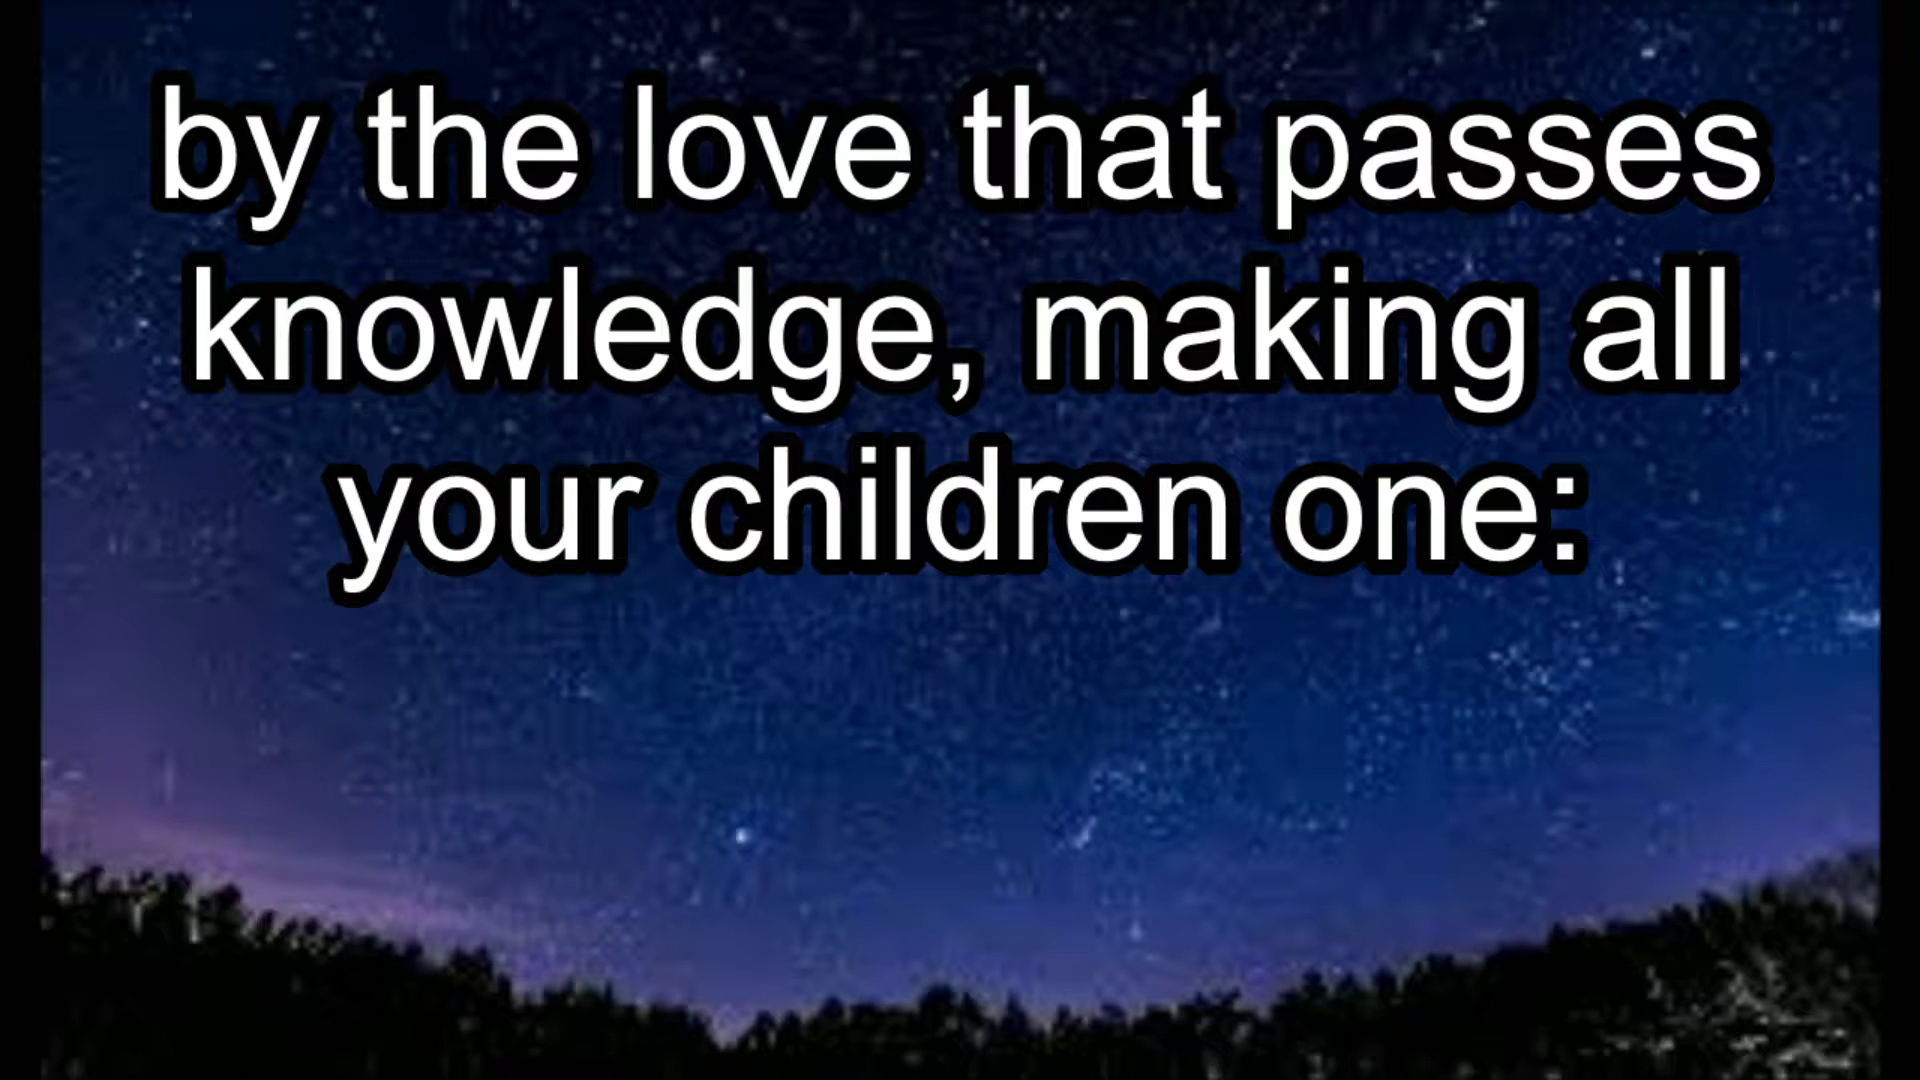 by the love that passes
knowledge, making all
your children one: